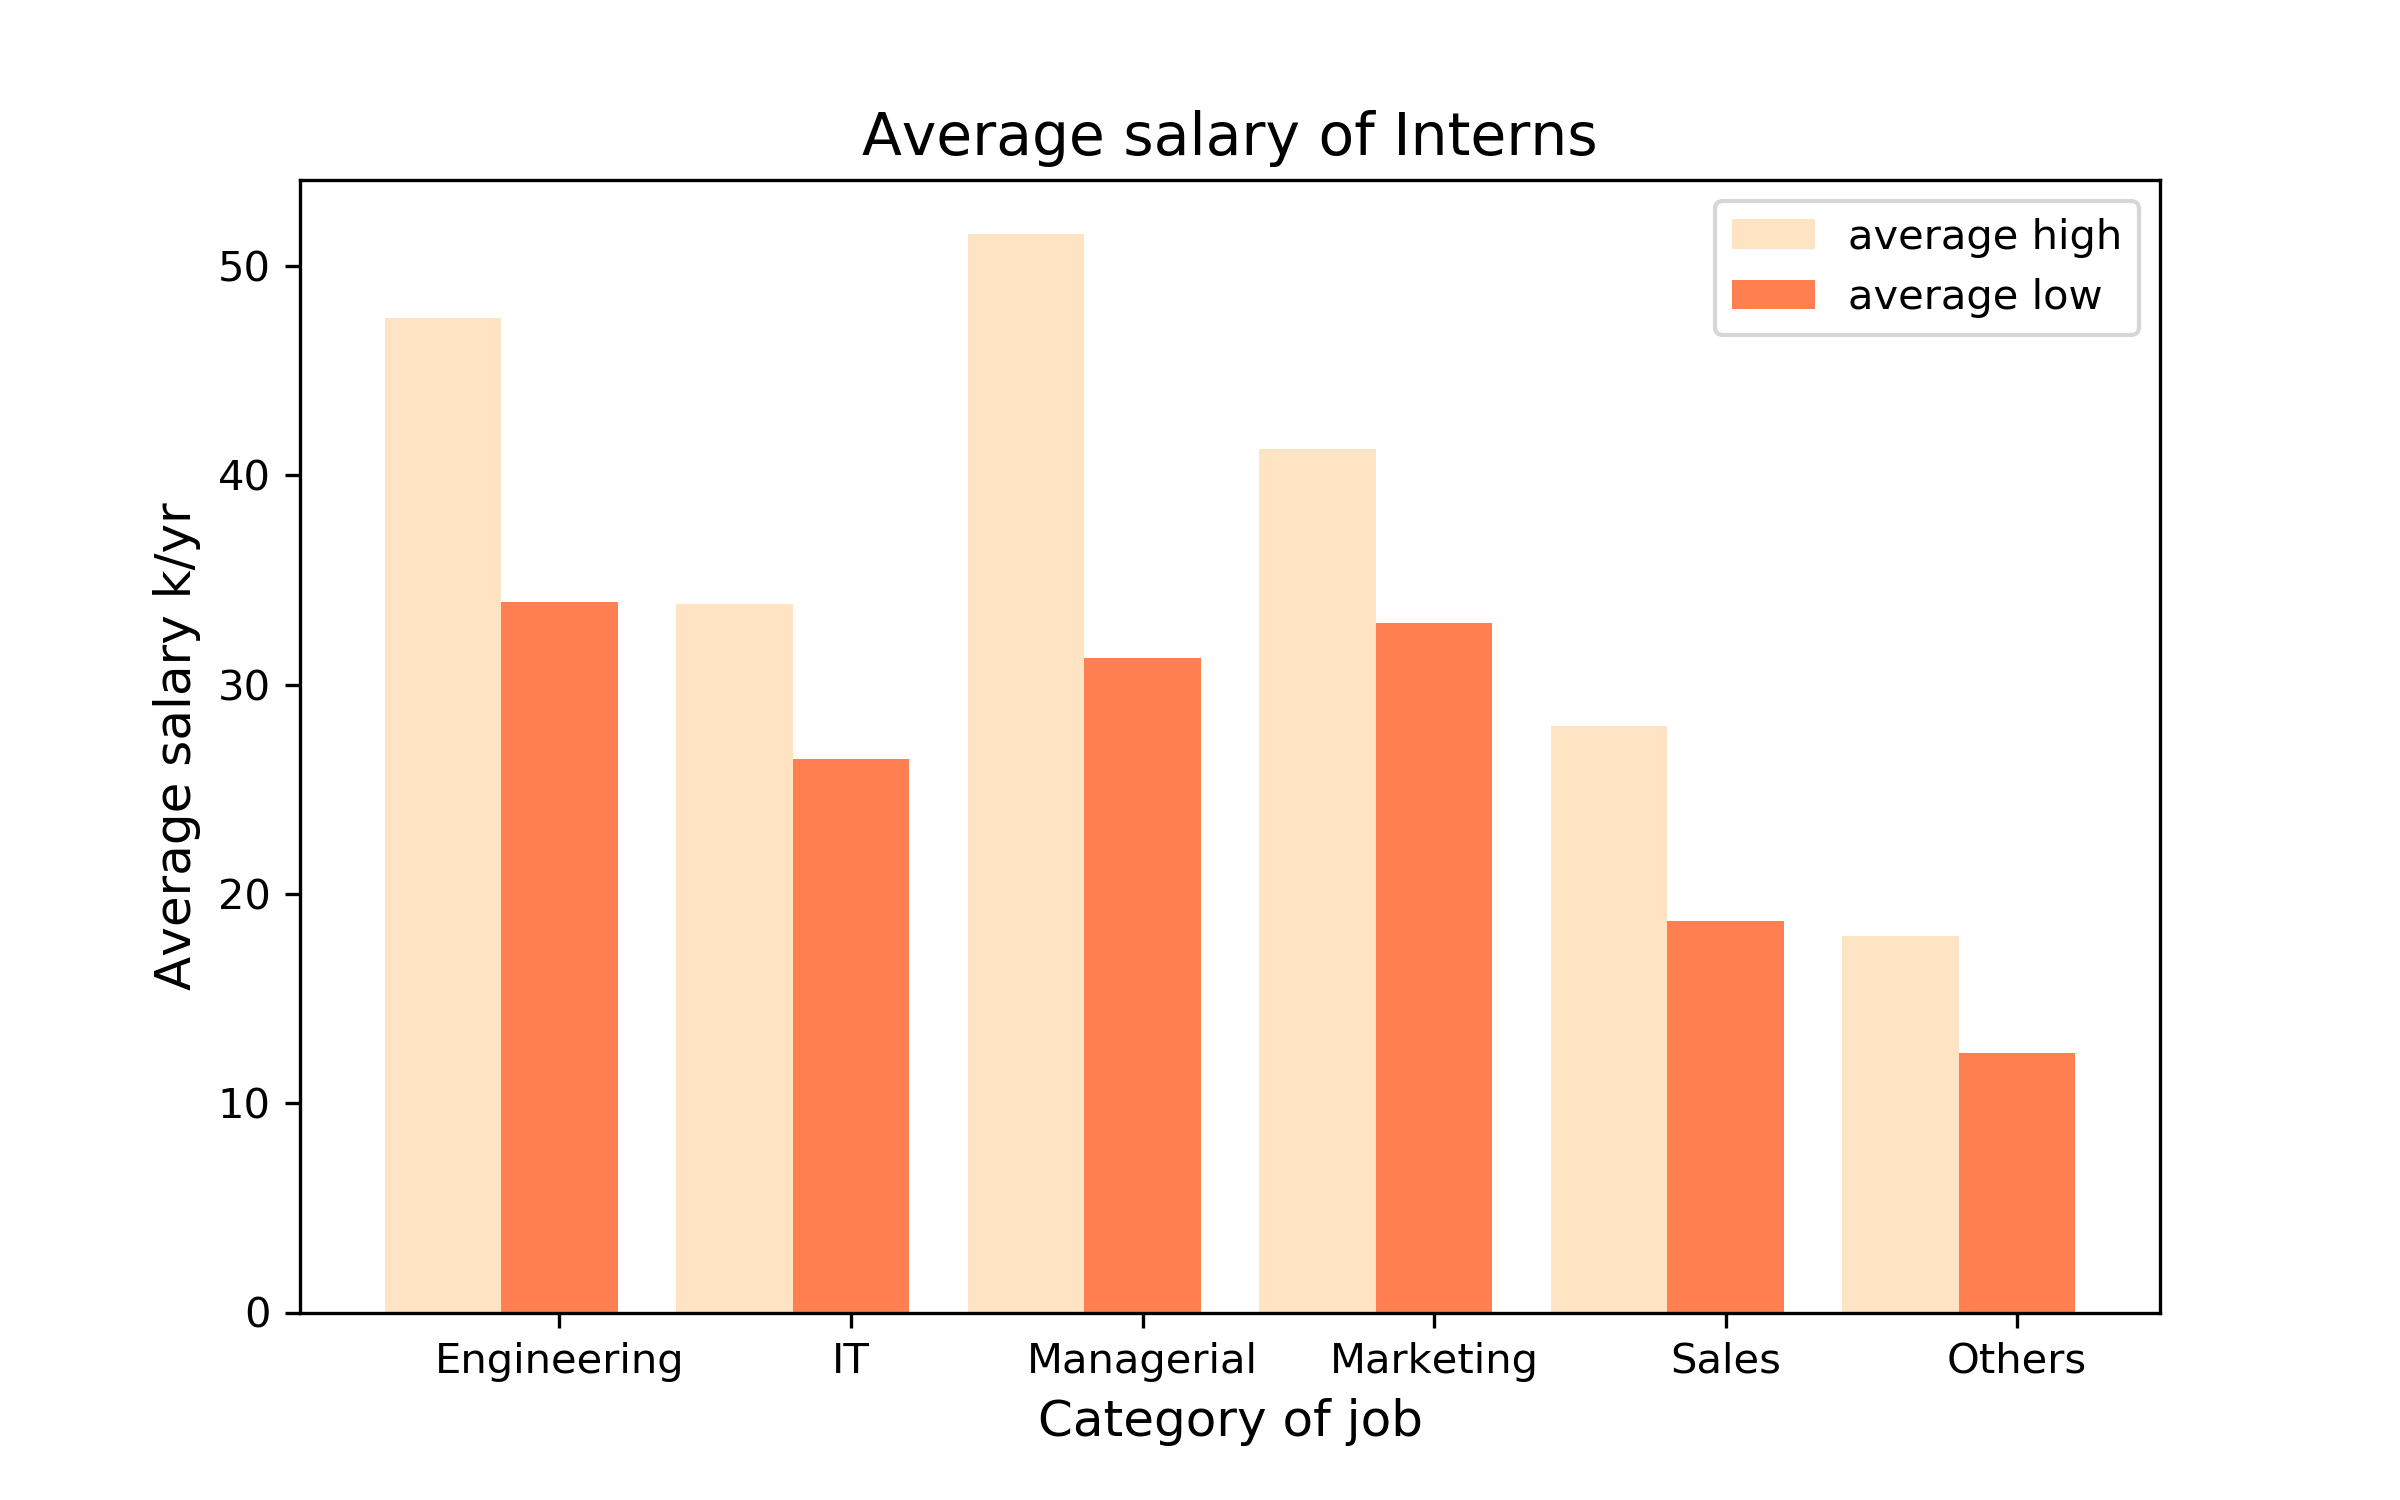 Average salary of Interns
average high
average low
Average salary k/yr
50
40
30
20
10
0
Engineering IT Managerial Marketing Sales Others
Category of job